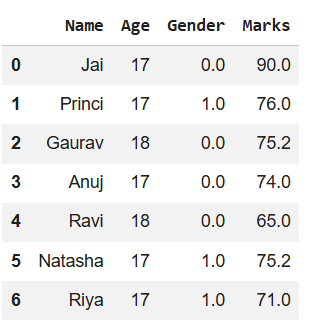 Name Age Gender Marks
0 Jai 17 0.0 90.0
1 Princi 17 1.0 76.0
2 Gaurav 18 0.0 75.2
3 Anuj 17 0.0 74.0
4 Ravi 18 0.0 65.0
5 Natasha 17 1.0 75.2
6 Riya 17 1.0 71.0